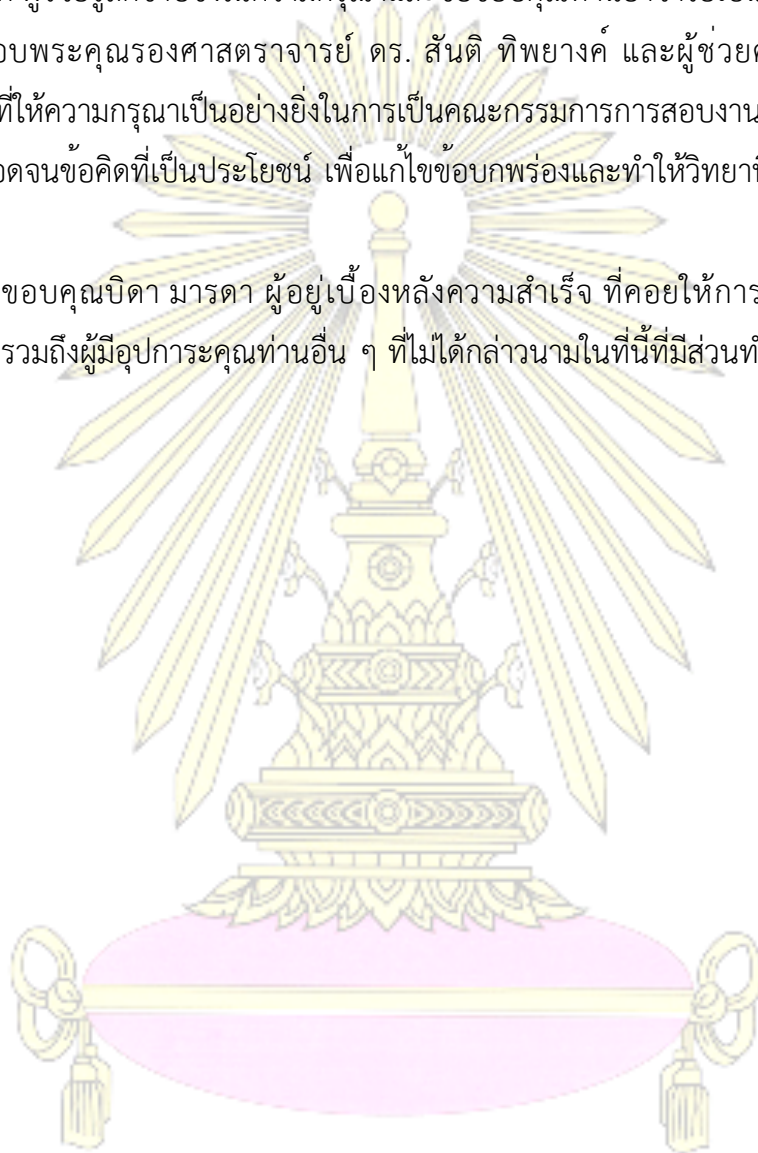 อบพระคุณรองศาสตราจารย์ ดร. สันติ ทิพยางค์ และผู้ช่วย
ที่ให้ความกรุณาเป็นอย่างยิ่งในการเป็นคณะกรรมการการสอบงาน
อดจนข้อคิดที่เป็นประโยชน์ เพื่อแก้ไขข้อบกพร่องและทำให้วิทยา
ขอบคุณบิดา มารดา ผู้อยู่เบื้องหลังความสำเร็จ ที่คอยให้การ
รวมถึงผู้มีอุปการะคุณท่านอื่น ๆ ที่ไม่ได้กล่าวนามในที่นี้ที่มีส่วนทำ